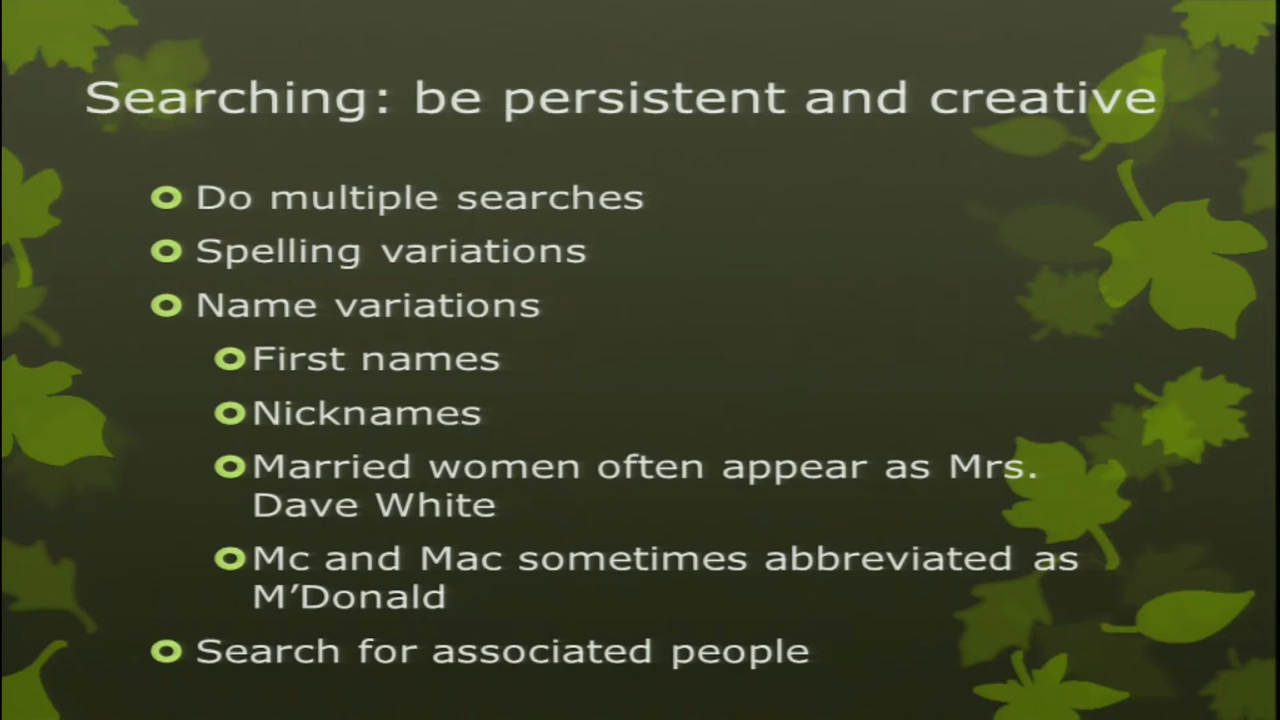 Searching: be persistent and creative
Do multiple searches
Spelling variations
Name variations
First names
Nicknames
Married women often appear as Mrs.
Dave White
Mc and Mac sometimes abbreviated as
M’Donald
Search for associated people